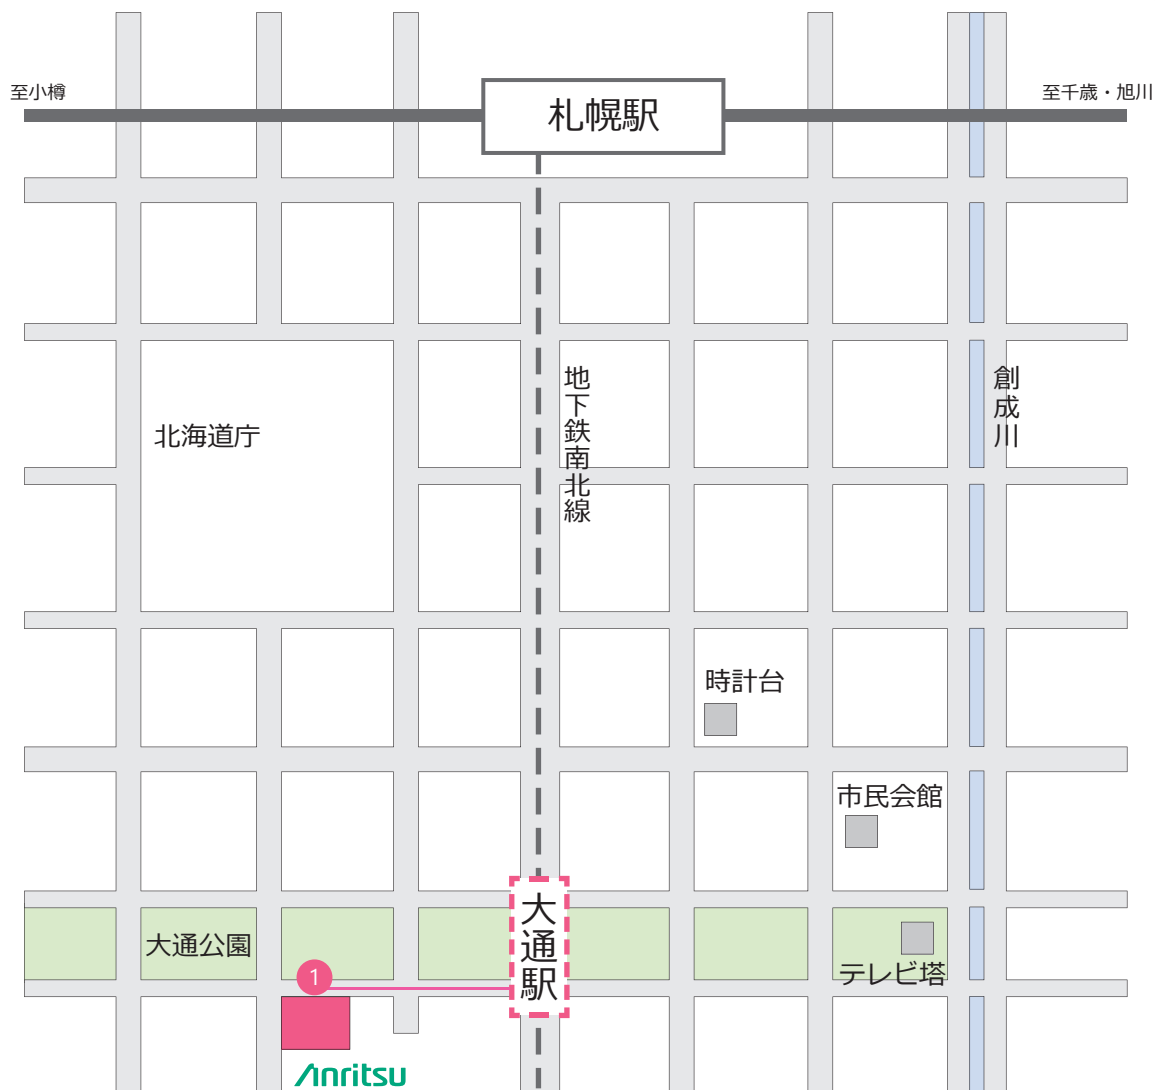 至小樽
札幌駅
至千歳・旭川
地下鉄南北線
創成川
北海道庁
時計台
市民会館
大通駅
大通公園
テレビ塔
1
Anritsu